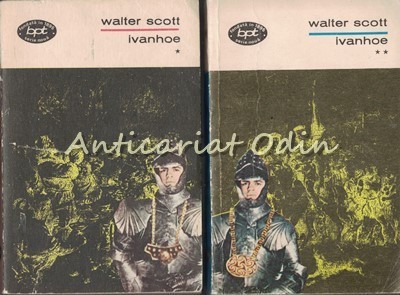 walter scott
ivanhoe
*
bpt
walter scott
ivanhoe
**
bpt
Anticariat Odin